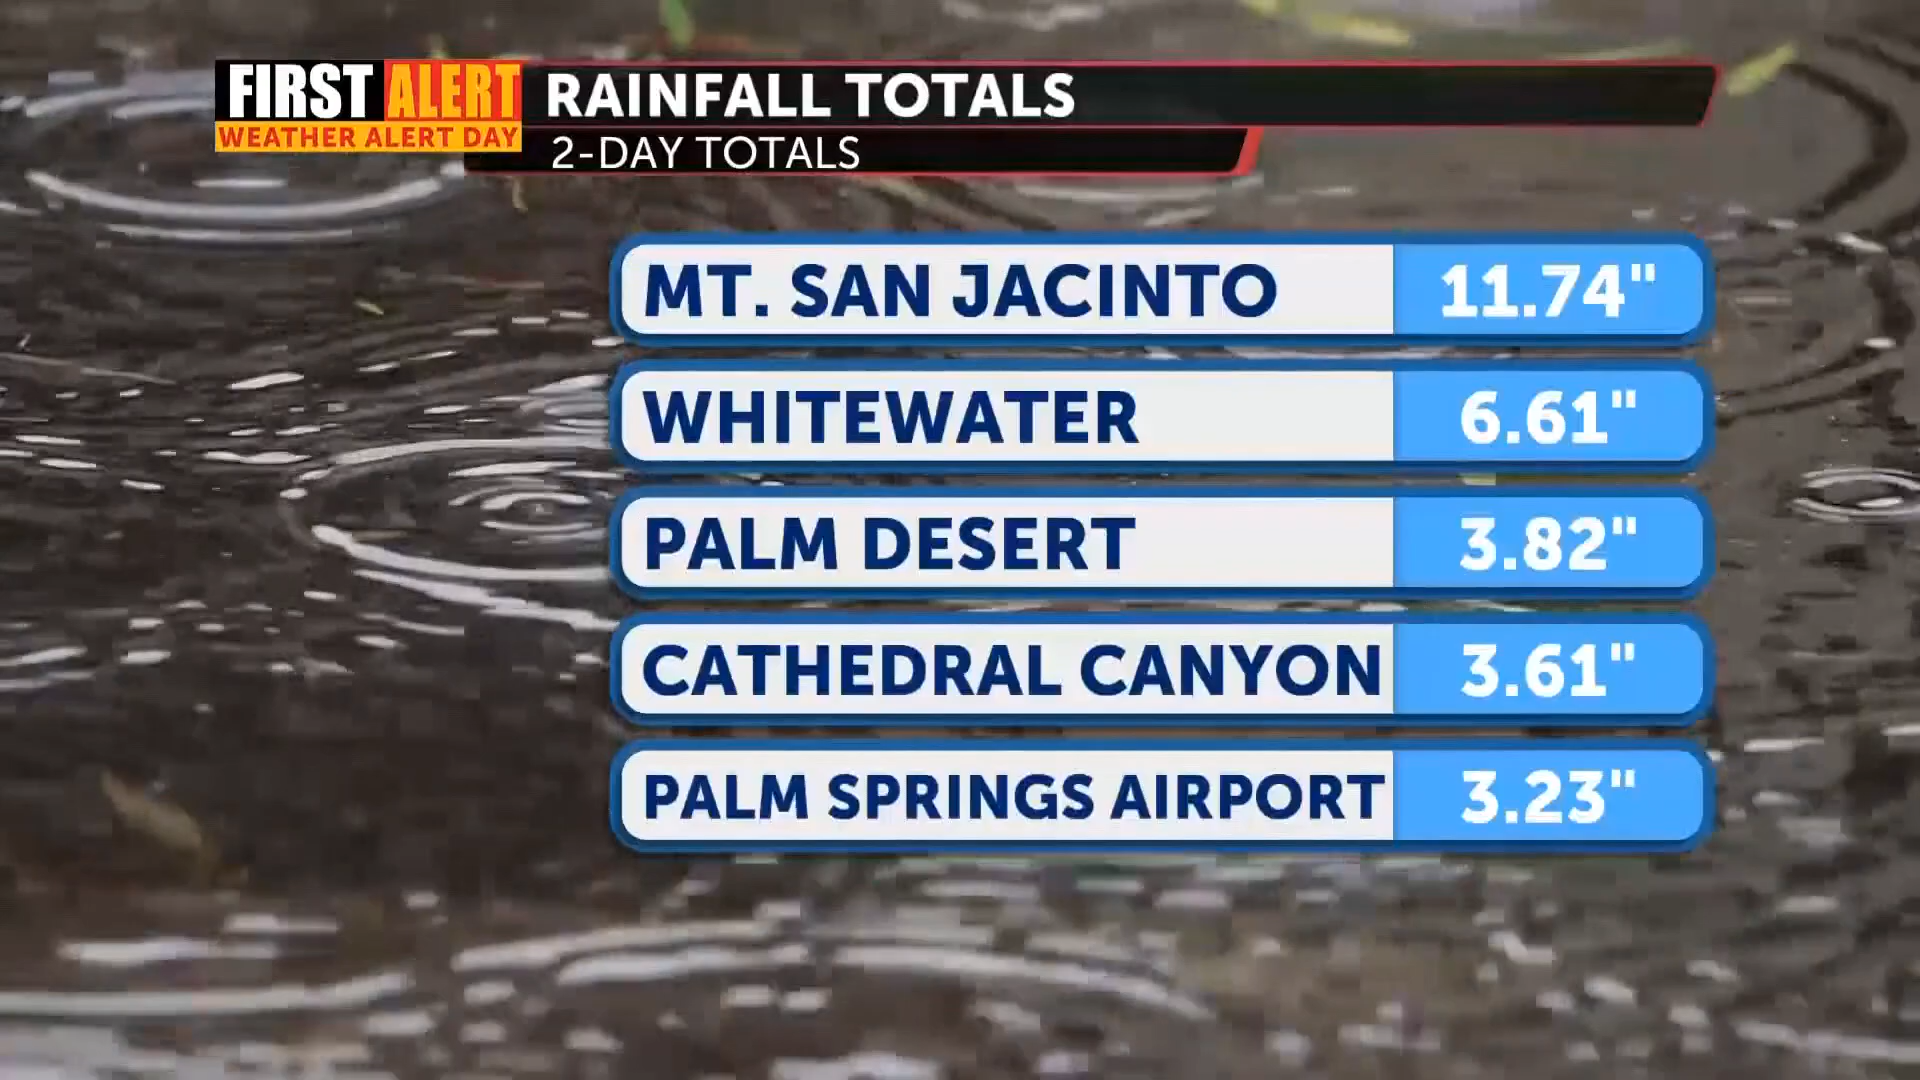 FIRST ALERT
WEATHER ALERT DAY
RAINFALL TOTALS
2-DAY TOTALS
MT. SAN JACINTO 11.74"
WHITEWATER 6.61"
PALM DESERT 3.82"
CATHEDRAL CANYON 3.61"
PALM SPRINGS AIRPORT 3.23"